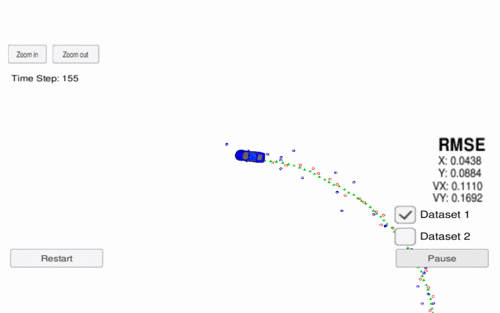 Zoom in
Zoom out
Time Step: 155
RMSE
X: 0.0438
Y: 0.0884
VX: 0.1110
VY: 0.1692
Dataset 1
Dataset 2
Restart
Pause